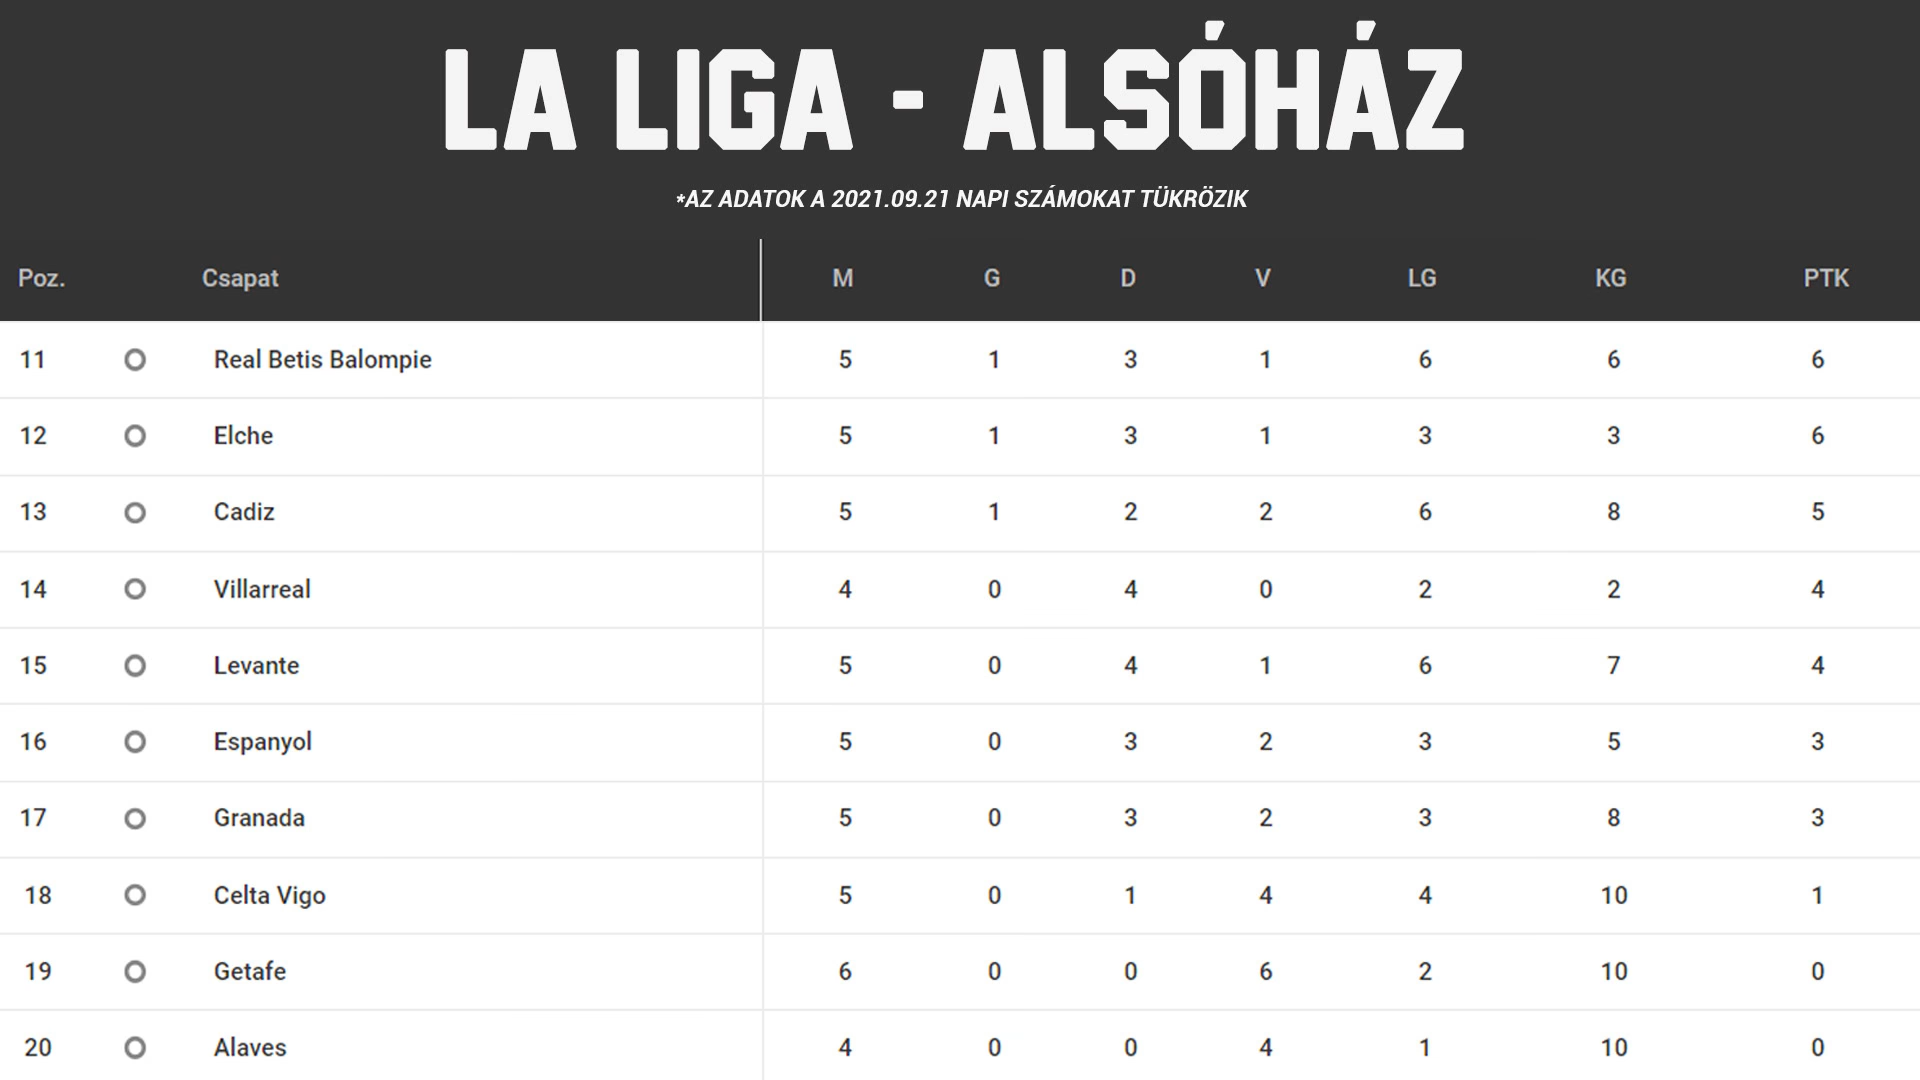 LA LIGA - ALSÓHÁZ
*AZ ADATOK A 2021.09.21 NAPI SZÁMOKAT TÜKRÖZIK
Poz. Csapat M G D V LG KG PTK
11 Real Betis Balompie 5 1 3 1 6 6 6
12 Elche 5 1 3 1 3 3 6
13 Cadiz 5 1 2 2 6 8 5
14 Villarreal 4 0 4 0 2 2 4
15 Levante 5 0 4 1 6 7 4
16 Espanyol 5 0 3 2 3 5 3
17 Granada 5 0 3 2 3 8 3
18 Celta Vigo 5 0 1 4 4 10 1
19 Getafe 6 0 0 6 2 10 0
20 Alaves 4 0 0 4 1 10 0